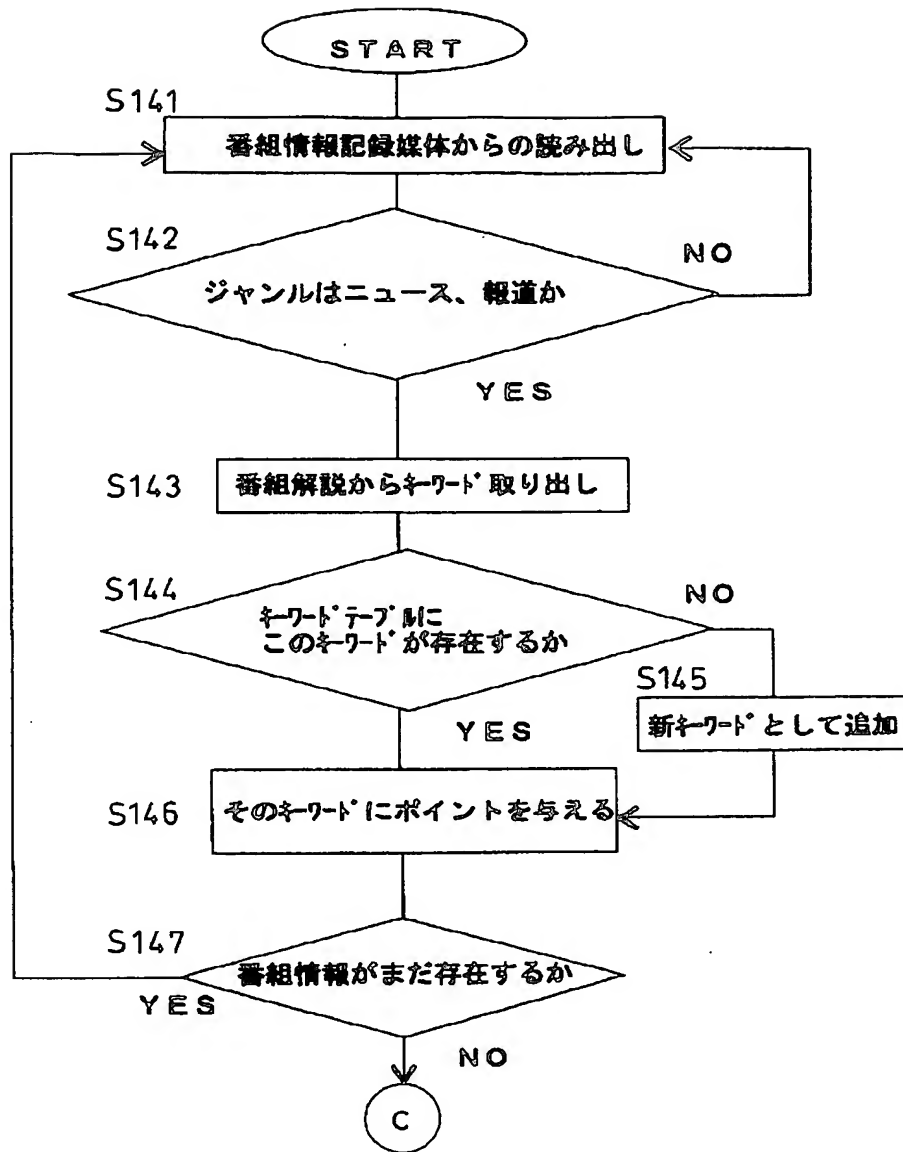 START
S141
番組情報記録媒体からの読み出し
S142
NO
ジャンルはニュース、報道か
YES
S143
番組解説からキーワード取り出し
S144
NO
キーワードテーブルに
このキーワードが存在するか
S145
YES
新キーワードとして追加
S146
そのキーワードにポイントを与える
S147
番組情報がまだ存在するか
YES
NO
C